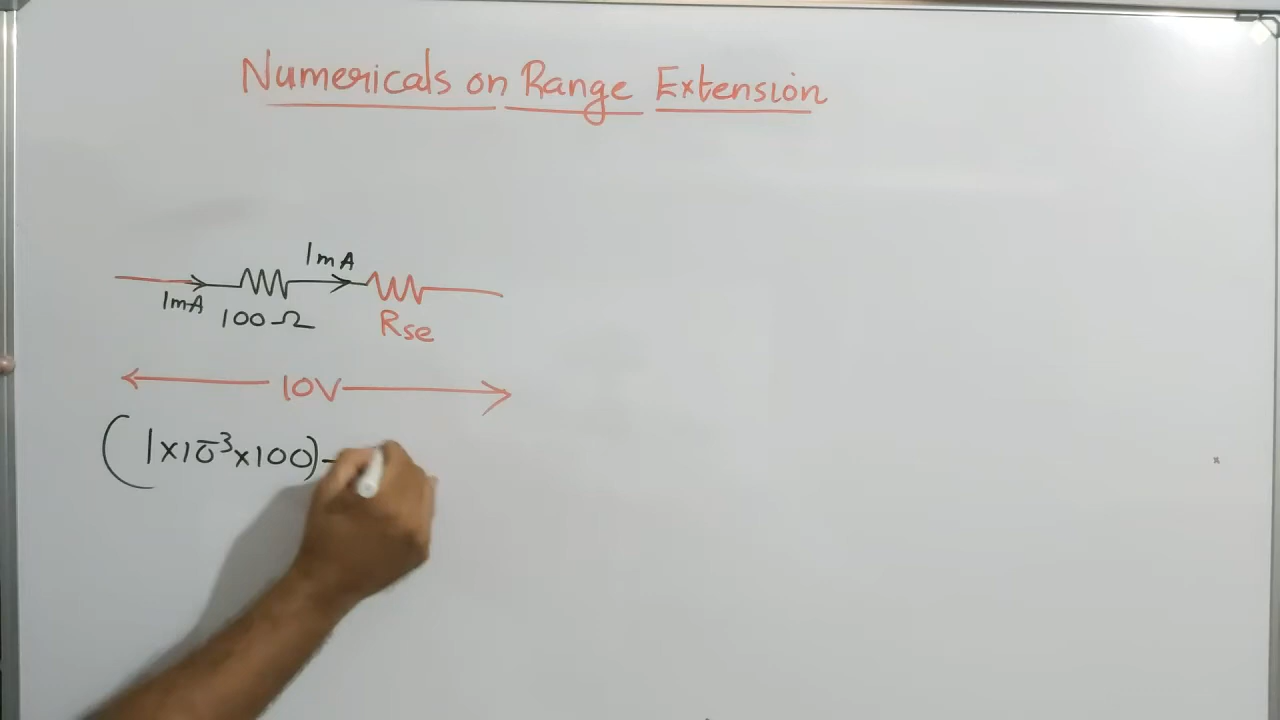 Numericals on Range Extension
1mA
1mA
100Ω
Rse
10V
(1×10⁻³×100)